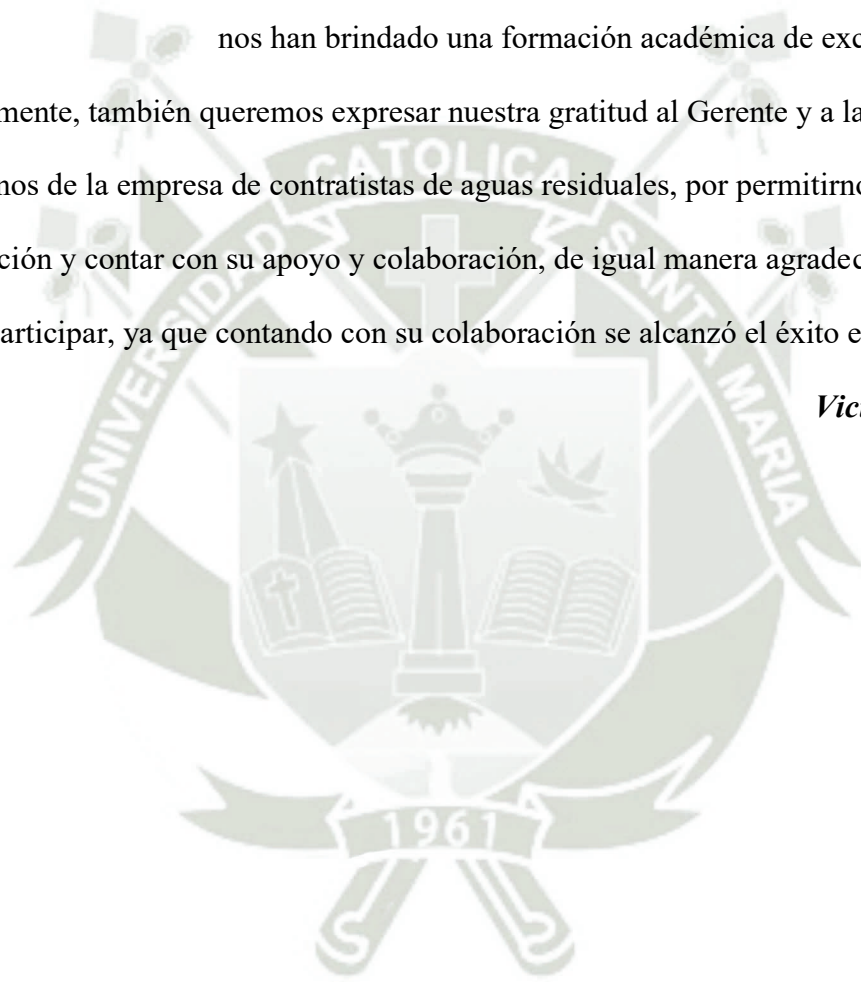 nos han brindado una formación académica de exc
mente, también queremos expresar nuestra gratitud al Gerente y a la
nos de la empresa de contratistas de aguas residuales, por permitirno
ción y contar con su apoyo y colaboración, de igual manera agradec
articipar, ya que contando con su colaboración se alcanzó el éxito e
Vic
UNIVERSIDAD CATOLICA SANTA MARIA
1961